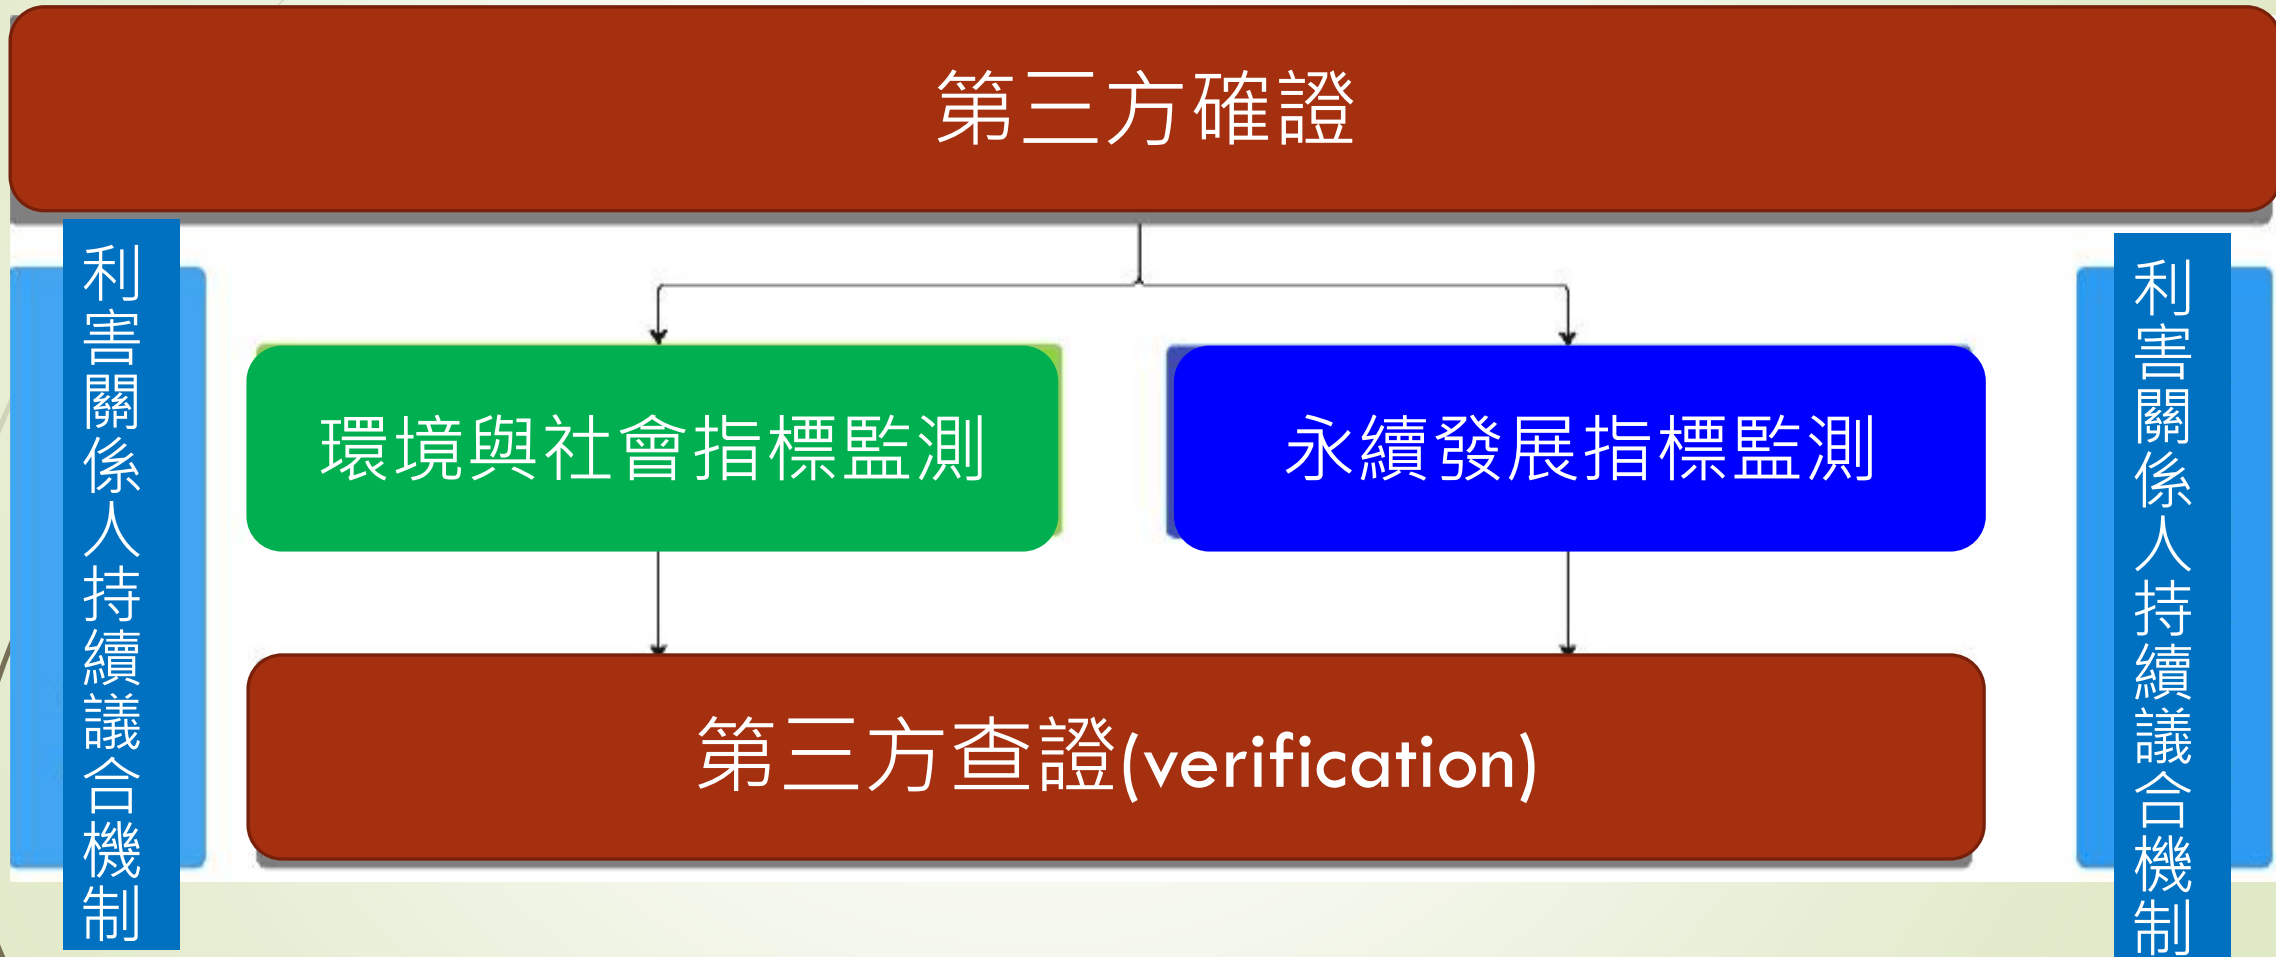 第三方確證
利害關係人持續議合機制
環境與社會指標監測
永續發展指標監測
利害關係人持續議合機制
第三方查證(verification)